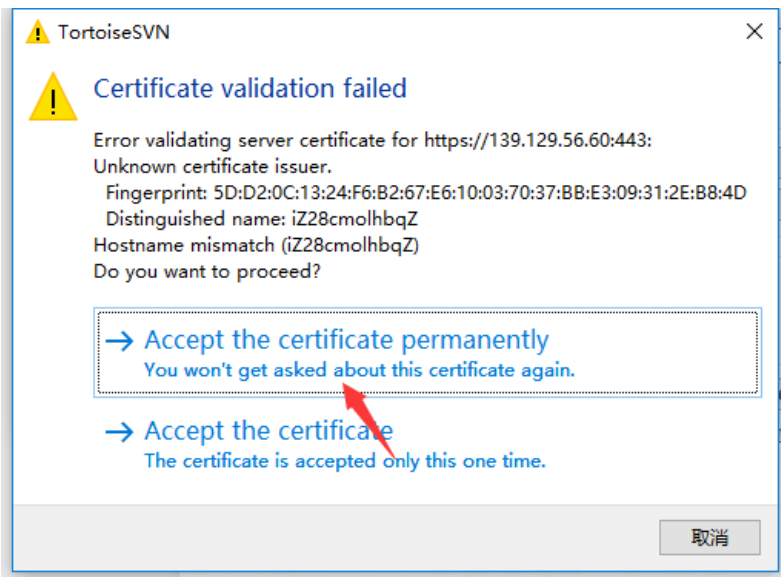 TortoiseSVN
Certificate validation failed
Error validating server certificate for https://139.129.56.60:443:
Unknown certificate issuer.
Fingerprint: 5D:D2:0C:13:24:F6:B2:67:E6:10:03:70:37:BB:E3:09:31:2E:B8:4D
Distinguished name: iZ28cmolhbqZ
Hostname mismatch (iZ28cmolhbqZ)
Do you want to proceed?
Accept the certificate permanently
You won't get asked about this certificate again.
Accept the certificate
The certificate is accepted only this one time.
取消